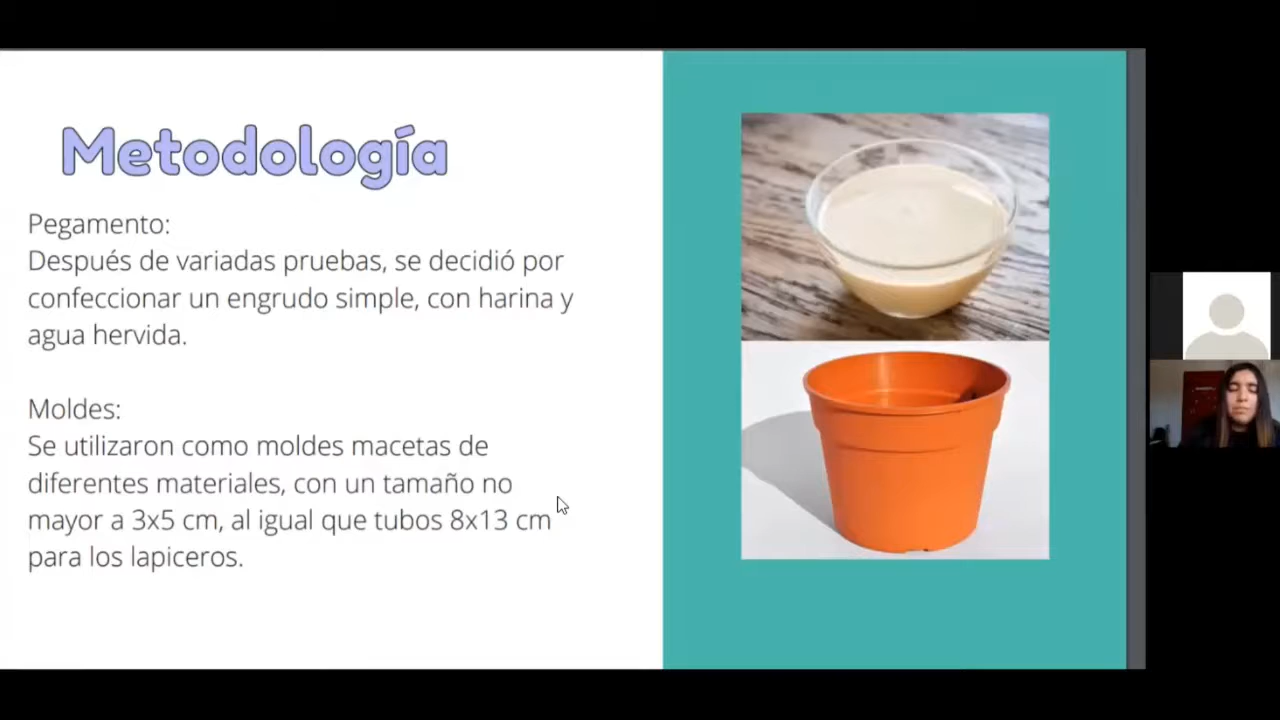 Metodología
Pegamento:
Después de variadas pruebas, se decidió por
confeccionar un engrudo simple, con harina y
agua hervida.
Moldes:
Se utilizaron como moldes macetas de
diferentes materiales, con un tamaño no
mayor a 3x5 cm, al igual que tubos 8x13 cm
para los lapiceros.